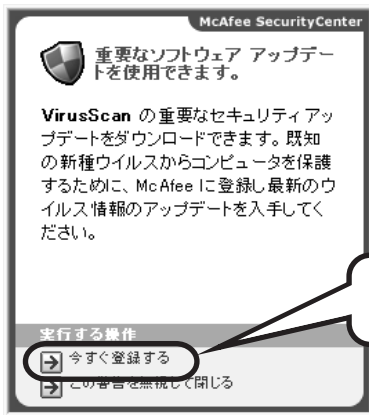 McAfee SecurityCenter
重要なソフトウェア アップデー
トを使用できます。
VirusScan の重要なセキュリティアッ
プデートをダウンロードできます。既知
の新種ウイルスからコンピュータを保護
するために、McAfee に登録し最新のウ
イルス情報のアップデートを入手してく
ださい。
実行する操作
今すぐ登録する
この警告を無視して閉じる